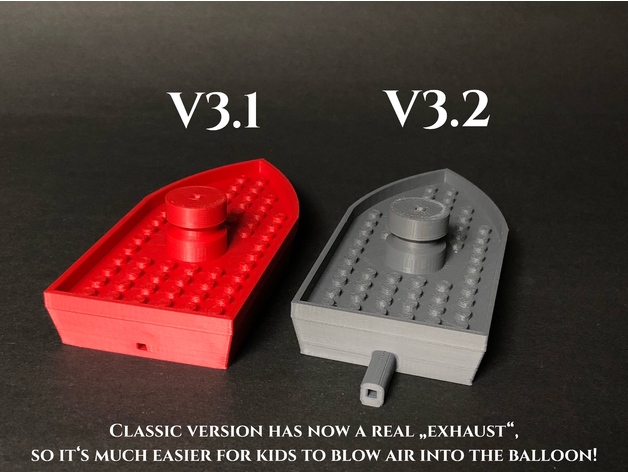 V3.1
V3.2
Classic version has now a real „exhaust“,
so it‘s much easier for kids to blow air into the balloon!